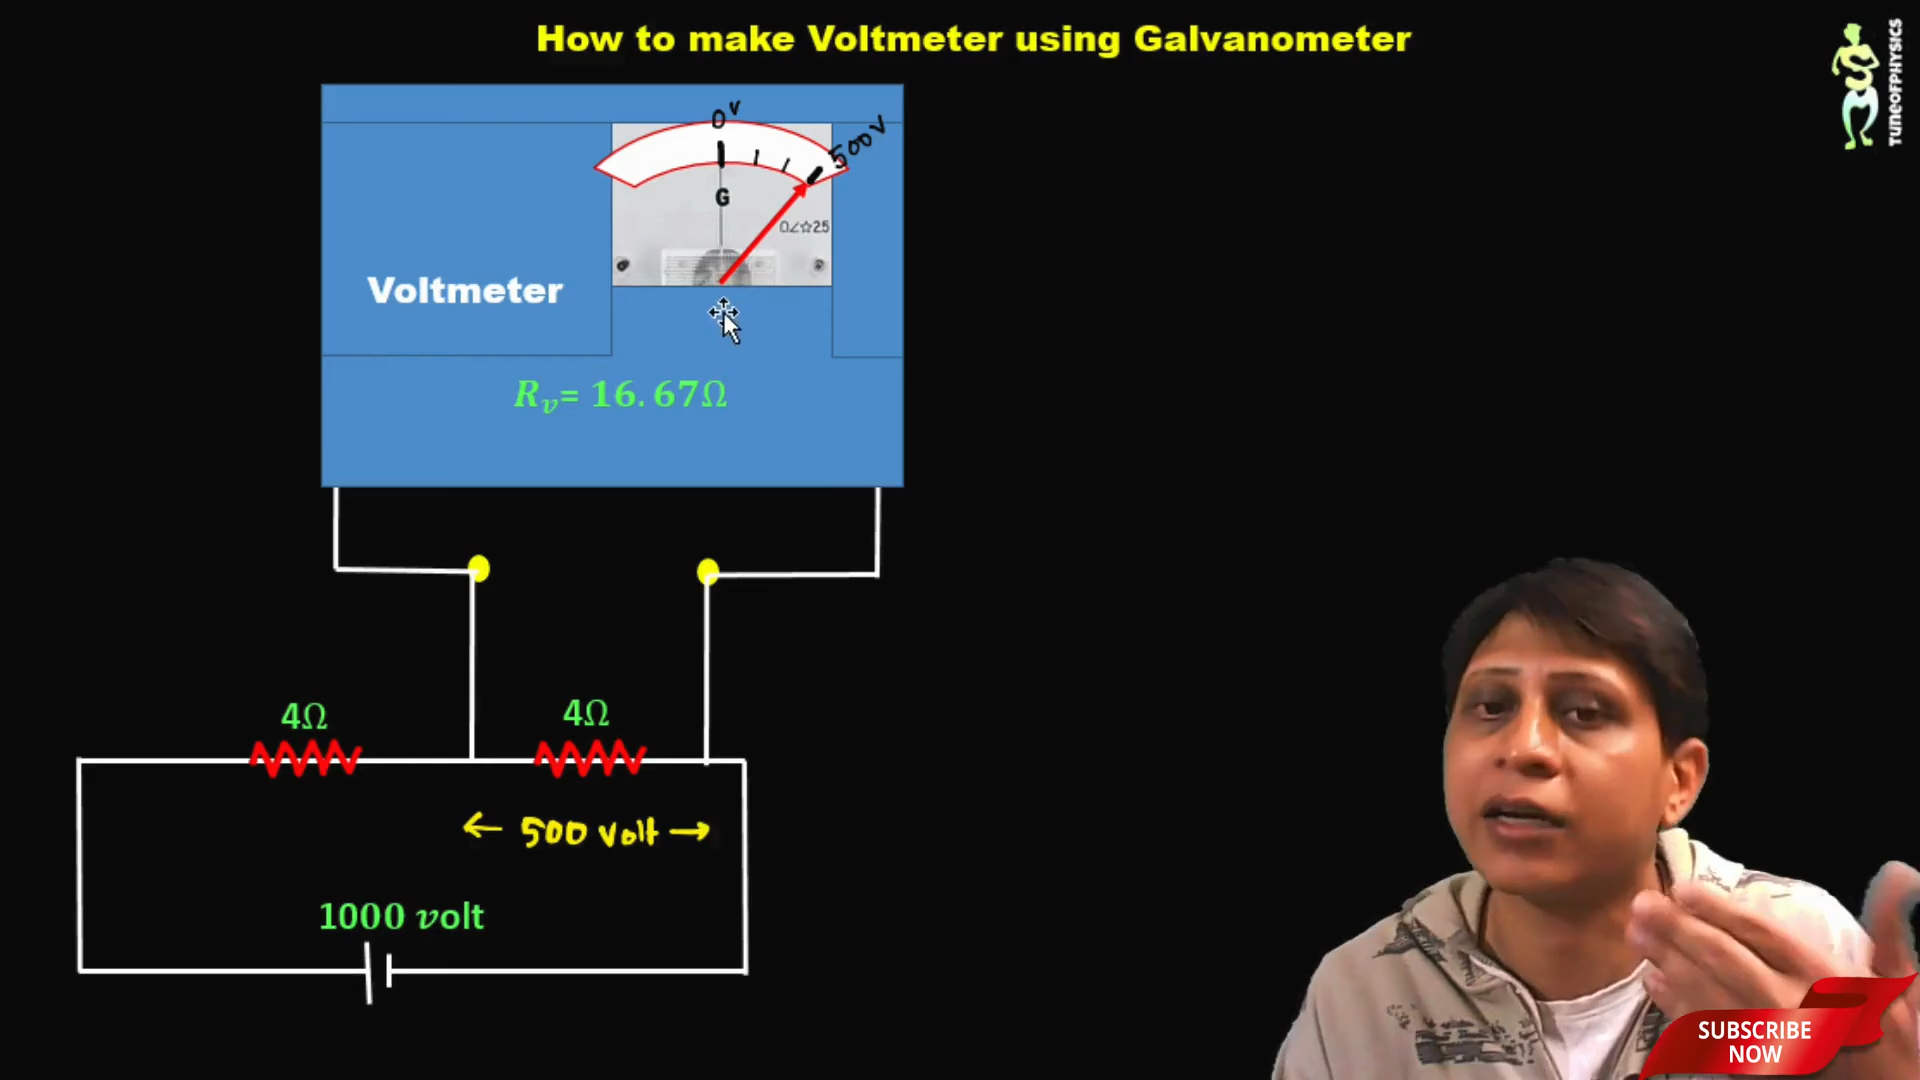 How to make Voltmeter using Galvanometer
TUNEOFPHYSICS
0V
500V
G
Voltmeter
Rv= 16.67Ω
4Ω
4Ω
← 500 volt →
1000 volt
SUBSCRIBE
NOW